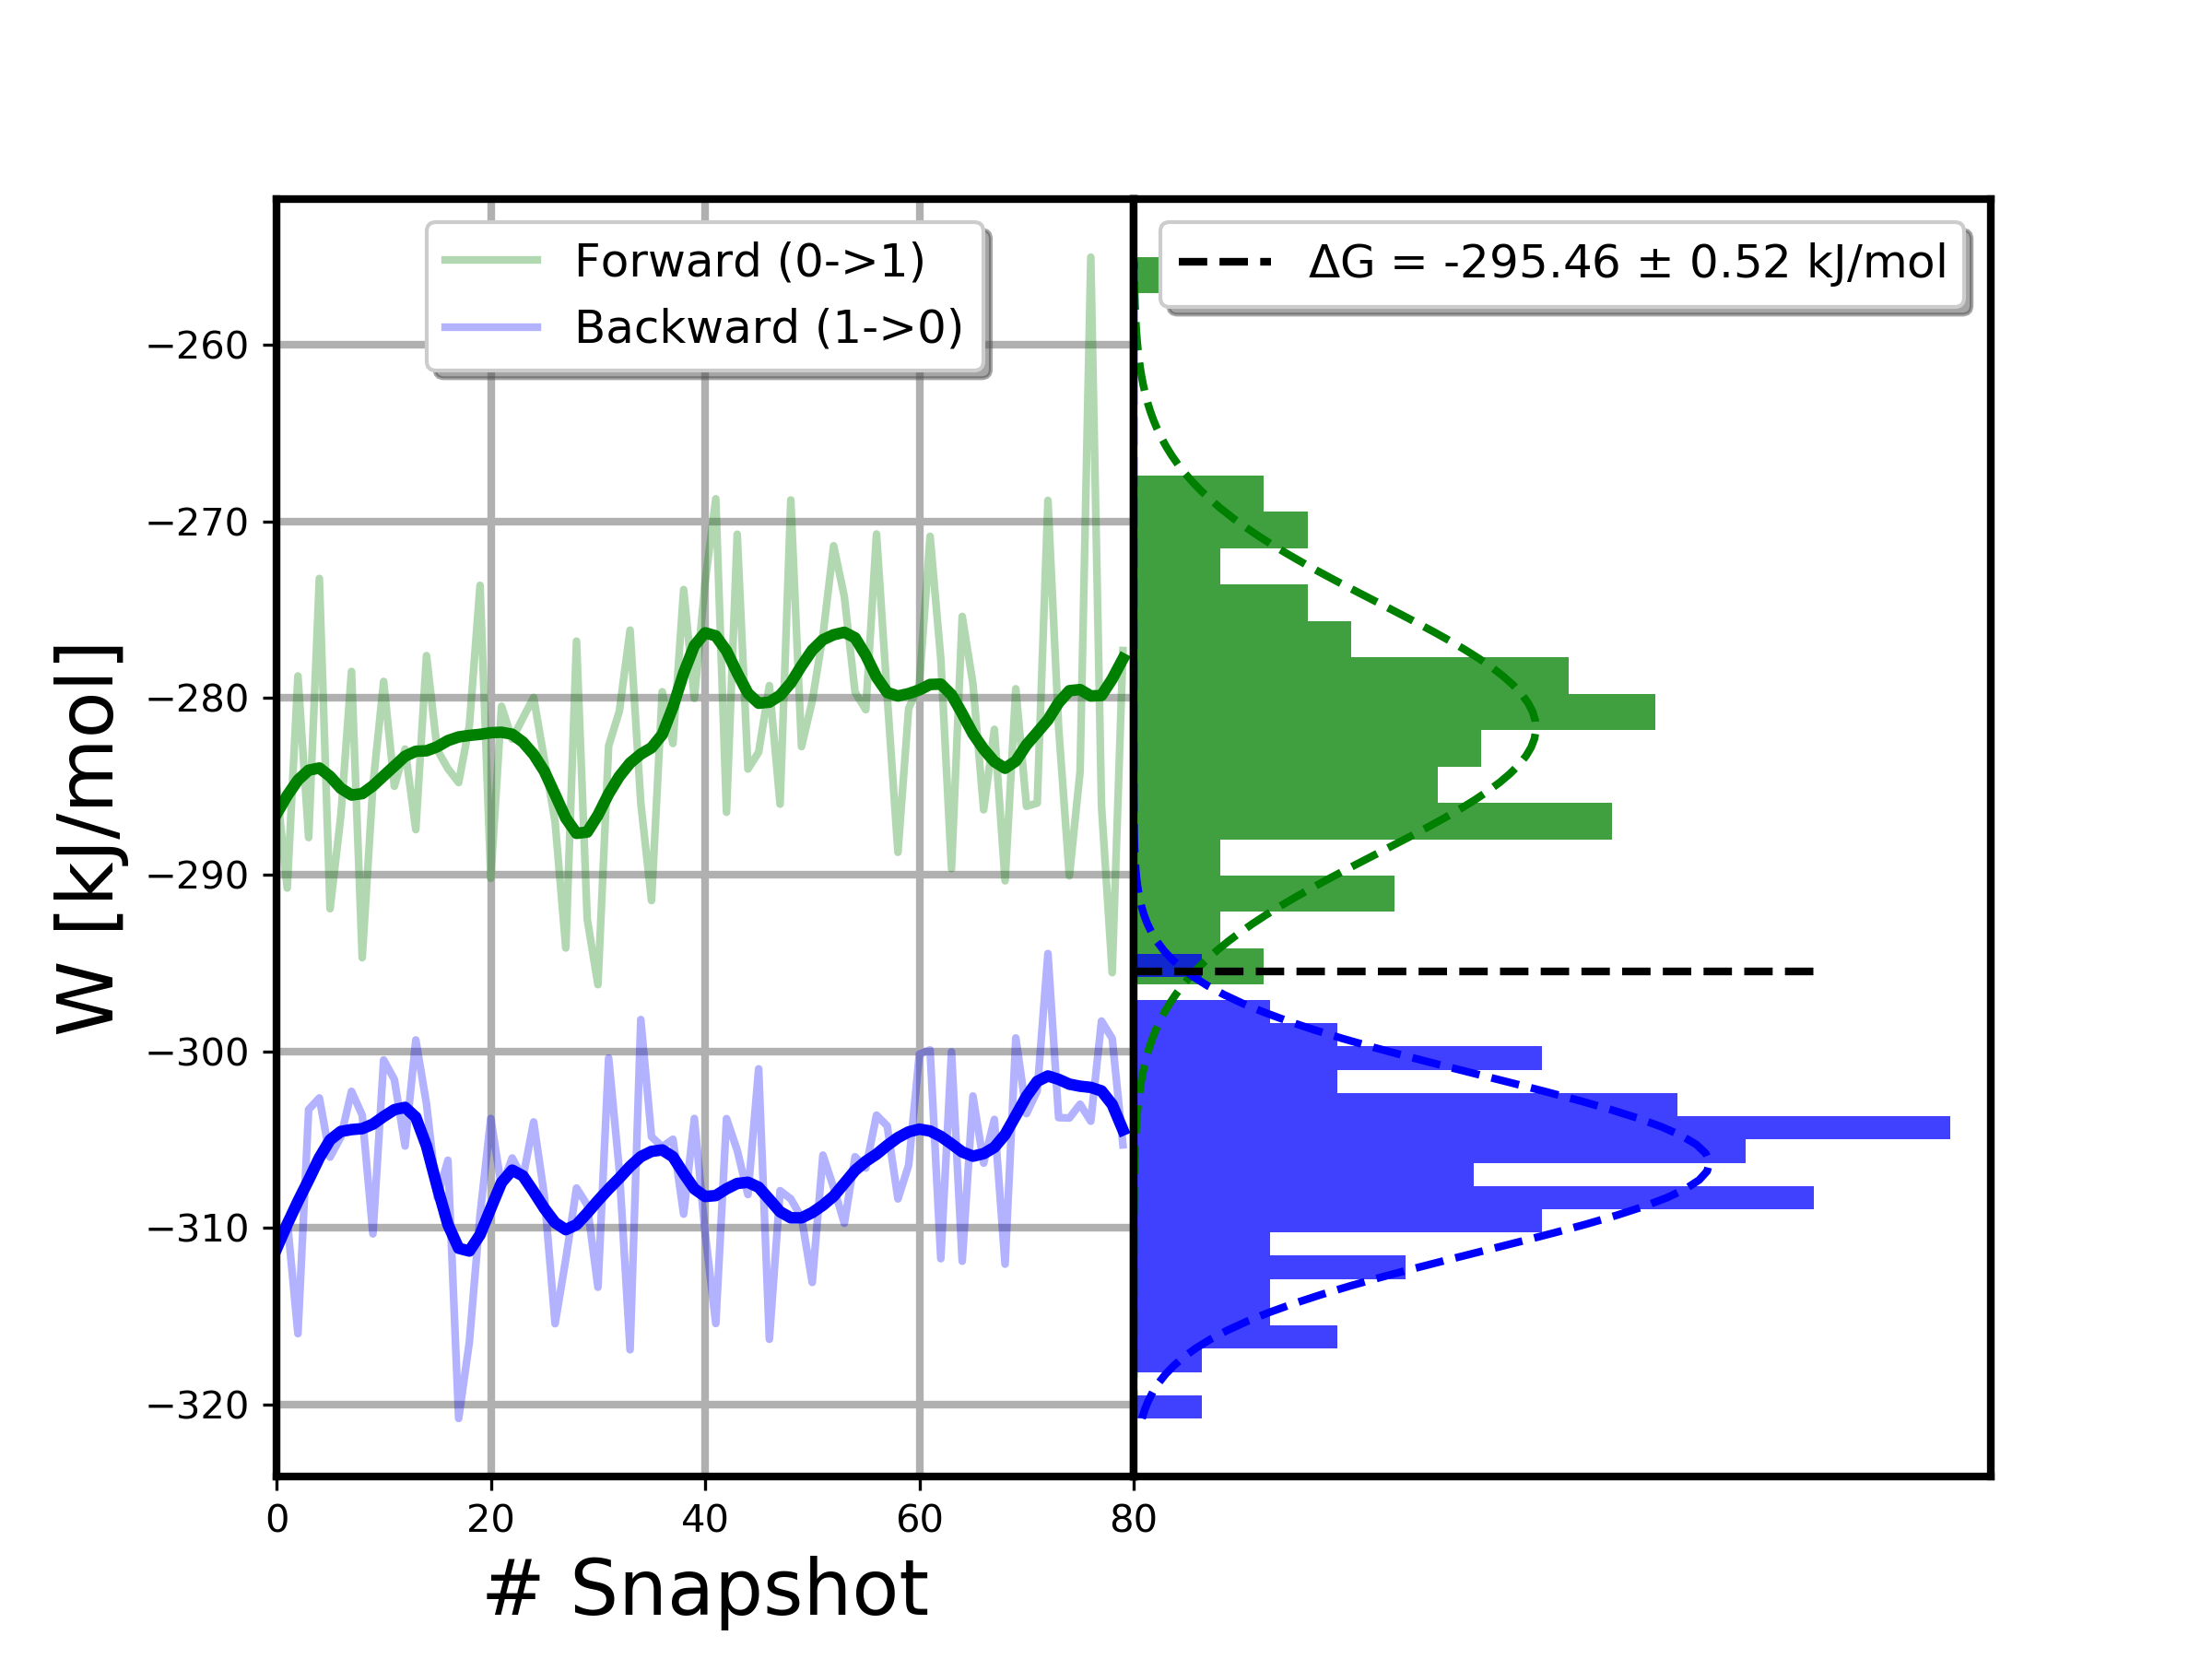 Forward (0->1)
Backward (1->0)
ΔG = -295.46 ± 0.52 kJ/mol
W [kJ/mol]
−260
−270
−280
−290
−300
−310
−320
0 20 40 60 80
# Snapshot